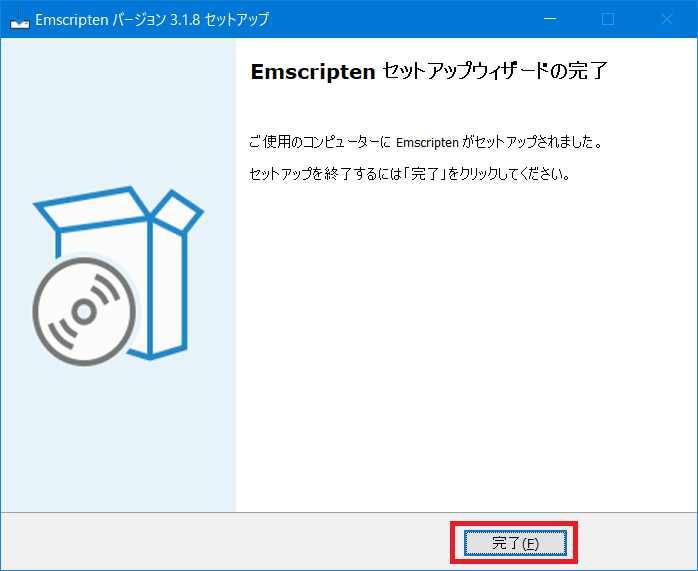 Emscripten バージョン 3.1.8 セットアップ
Emscripten セットアップウィザードの完了
ご使用のコンピューターに Emscripten がセットアップされました。
セットアップを終了するには「完了」をクリックしてください。
完了(F)